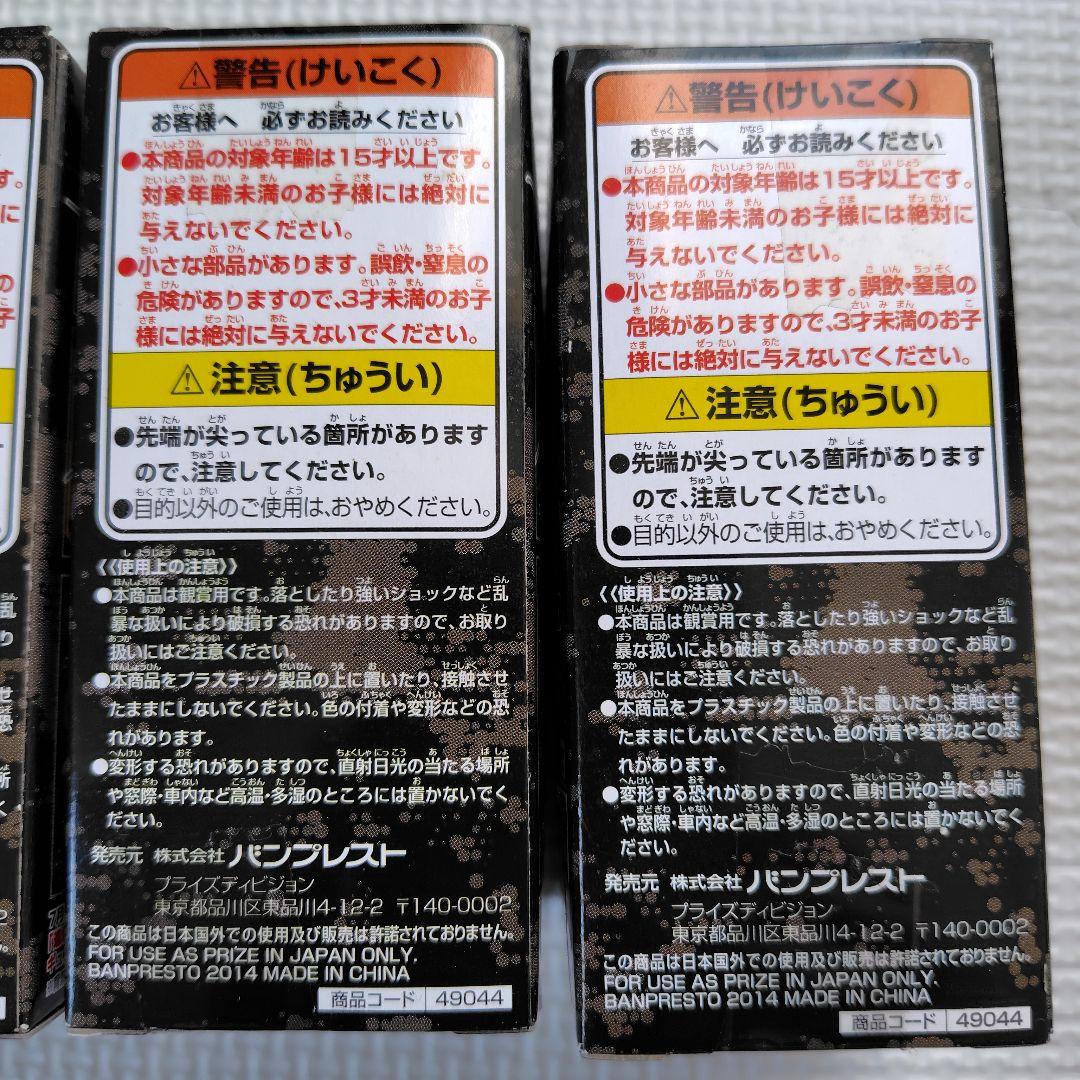 ⚠警告(けいこく)
お客様へ 必ずお読みください
●本商品の対象年齢は15才以上です。
対象年齢未満のお子様には絶対に
与えないでください。
●小さな部品があります。誤飲・窒息の
危険がありますので、3才未満のお子
様には絶対に与えないでください。
⚠注意(ちゅうい)
●先端が尖っている箇所があります
ので、注意してください。
●目的以外のご使用は、おやめください。
《使用上の注意》
●本商品は観賞用です。落としたり強いショックなど乱
暴な扱いにより破損する恐れがありますので、お取り
扱いにはご注意ください。
●本商品をプラスチック製品の上に置いたり、接触させ
たままにしないでください。色の付着や変形などの恐
れがあります。
●変形する恐れがありますので、直射日光の当たる場所
や窓際・車内など高温・多湿のところには置かないでく
ださい。
発売元 株式会社 バンプレスト
プライズディビジョン
東京都品川区東品川4-12-2 〒140-0002
この商品は日本国外での使用及び販売は許諾されておりません。
FOR USE AS PRIZE IN JAPAN ONLY.
BANPRESTO 2014 MADE IN CHINA
商品コード 49044
⚠警告(けいこく)
お客様へ 必ずお読みください
●本商品の対象年齢は15才以上です。
対象年齢未満のお子様には絶対に
与えないでください。
●小さな部品があります。誤飲・窒息の
危険がありますので、3才未満のお子
様には絶対に与えないでください。
⚠注意(ちゅうい)
●先端が尖っている箇所があります
ので、注意してください。
●目的以外のご使用は、おやめください。
《使用上の注意》
●本商品は観賞用です。落としたり強いショックなど乱
暴な扱いにより破損する恐れがありますので、お取り
扱いにはご注意ください。
●本商品をプラスチック製品の上に置いたり、接触させ
たままにしないでください。色の付着や変形などの恐
れがあります。
●変形する恐れがありますので、直射日光の当たる場所
や窓際・車内など高温・多湿のところには置かないでく
ださい。
発売元 株式会社 バンプレスト
プライズディビジョン
東京都品川区東品川4-12-2 〒140-0002
この商品は日本国外での使用及び販売は許諾されておりません。
FOR USE AS PRIZE IN JAPAN ONLY.
BANPRESTO 2014 MADE IN CHINA
商品コード 49044